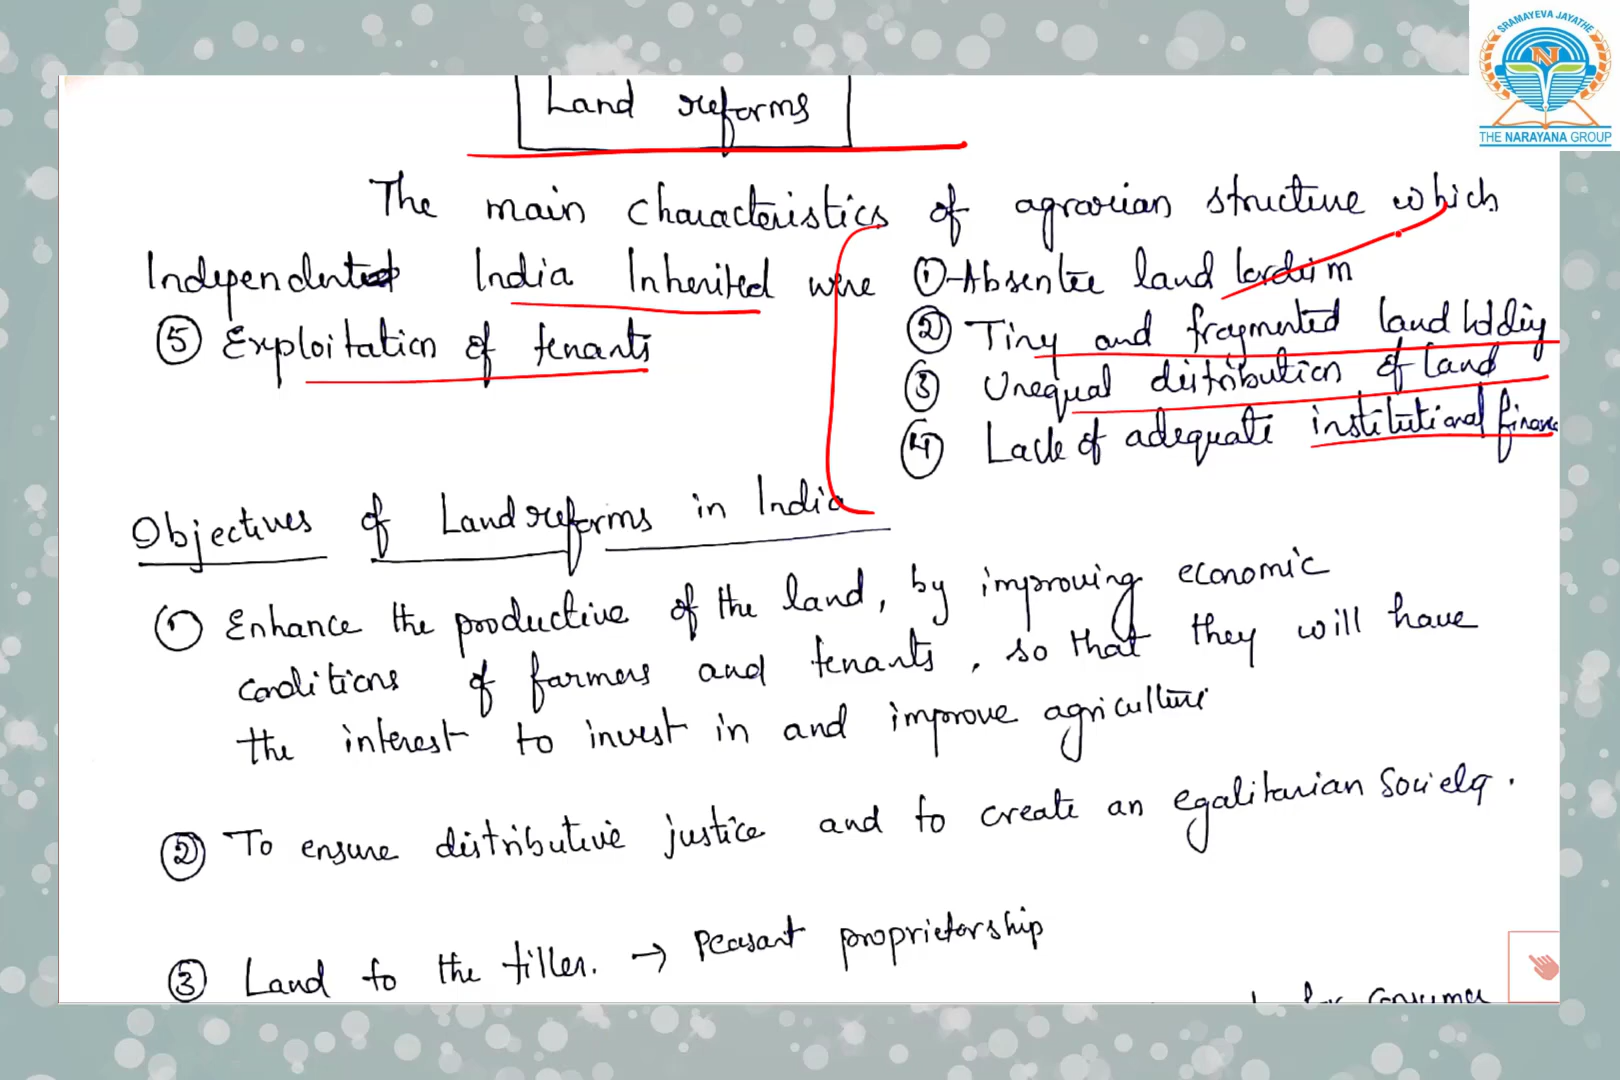 SRAMAYEVA JAYATHE
N
THE NARAYANA GROUP
Land reforms
The main characteristics of agrarian structure which
Independent India Inherited were ① Absentee land lordism
⑤ Exploitation of tenants ② Tiny and fragmented land holding
③ Unequal distribution of land
④ Lack of adequate institutional finance
Objectives of Land reforms in India
① Enhance the productive of the land, by improving economic
conditions of farmers and tenants, so that they will have
the interest to invest in and improve agriculture
② To ensure distributive justice and to create an egalitarian Society.
③ Land to the tiller. → Peasant proprietorship
consumer